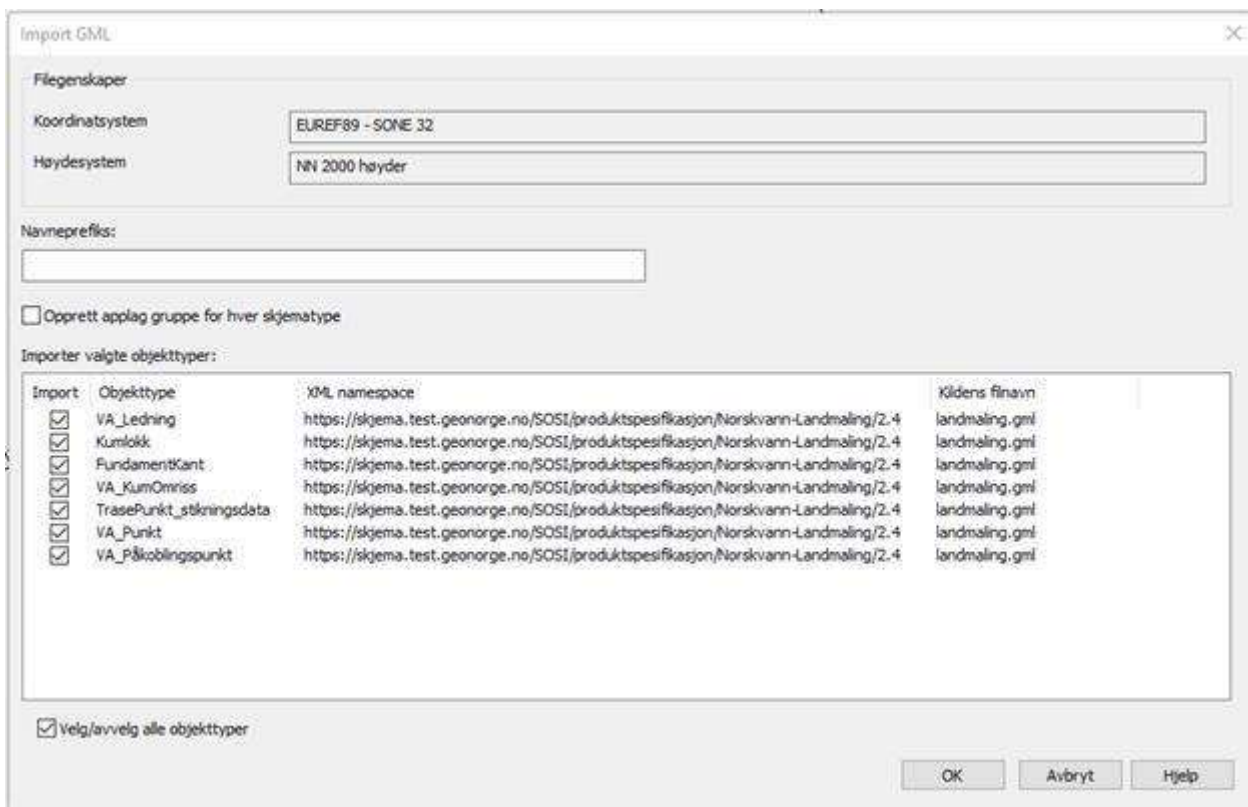 Import GML
Filegenskaper
Koordinatsystem EUREF89 - SONE 32
Høydesystem NN 2000 høyder
Navneprefiks:
Opprett applag gruppe for hver skjematype
Importer valgte objekttyper:
Import Objekttype XML namespace Kildens filnavn
VA_Ledning https://skjema.test.geonorge.no/SOSI/produktspesifikasjon/Norskvann-Landmaling/2.4 landmaling.gml
Kumlokk https://skjema.test.geonorge.no/SOSI/produktspesifikasjon/Norskvann-Landmaling/2.4 landmaling.gml
FundamentKant https://skjema.test.geonorge.no/SOSI/produktspesifikasjon/Norskvann-Landmaling/2.4 landmaling.gml
VA_KumOmriss https://skjema.test.geonorge.no/SOSI/produktspesifikasjon/Norskvann-Landmaling/2.4 landmaling.gml
TrasePunkt_stikningsdata https://skjema.test.geonorge.no/SOSI/produktspesifikasjon/Norskvann-Landmaling/2.4 landmaling.gml
VA_Punkt https://skjema.test.geonorge.no/SOSI/produktspesifikasjon/Norskvann-Landmaling/2.4 landmaling.gml
VA_Påkoblingspunkt https://skjema.test.geonorge.no/SOSI/produktspesifikasjon/Norskvann-Landmaling/2.4 landmaling.gml
Velg/avvelg alle objekttyper
OK Avbryt Hjelp